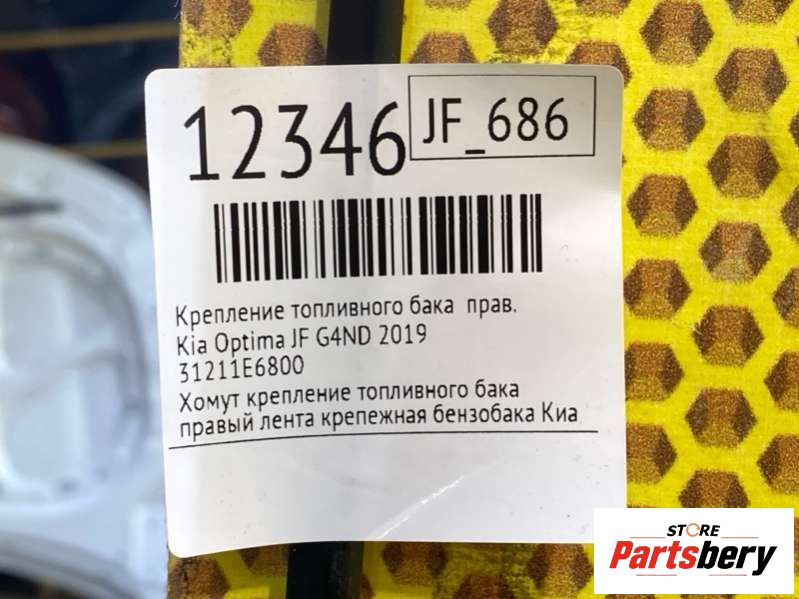 12346
JF_686
Крепление топливного бака прав.
Kia Optima JF G4ND 2019
31211E6800
Хомут крепление топливного бака
правый лента крепежная бензобака Киа
STORE
Partsbery